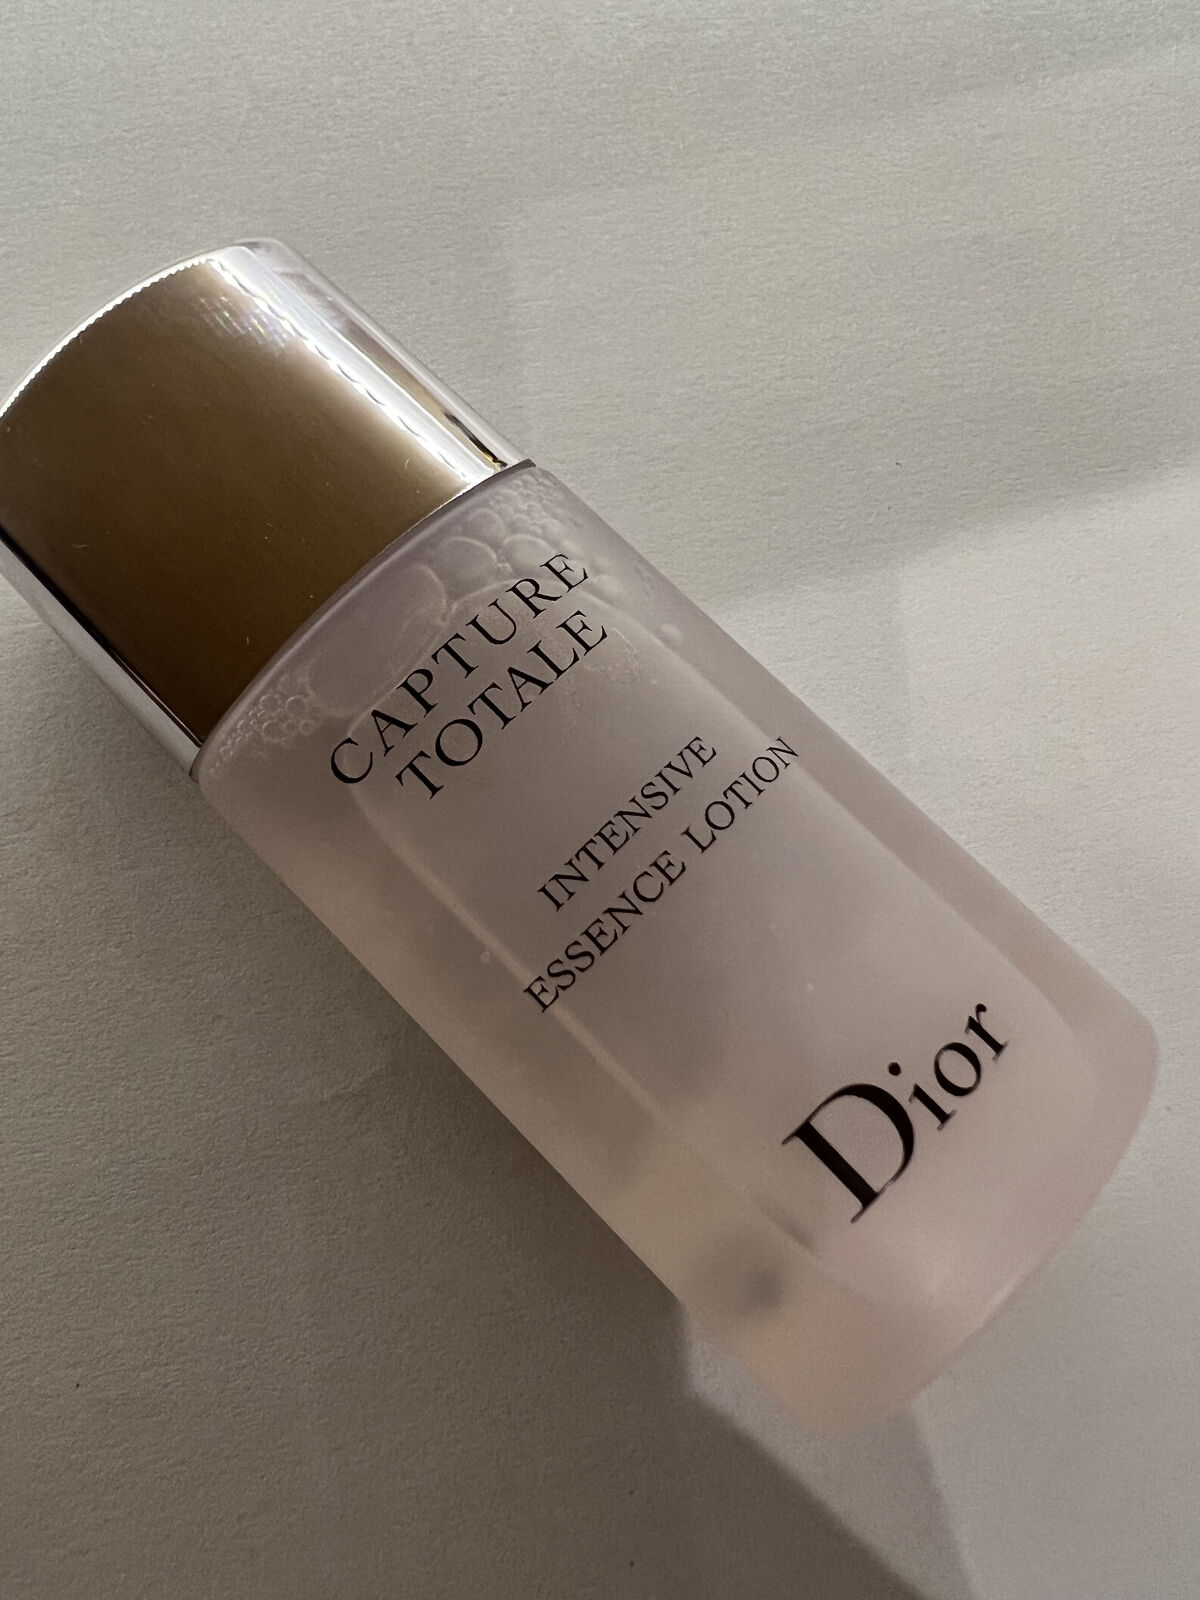 CAPTURE
TOTALE
INTENSIVE
ESSENCE LOTION
Dior